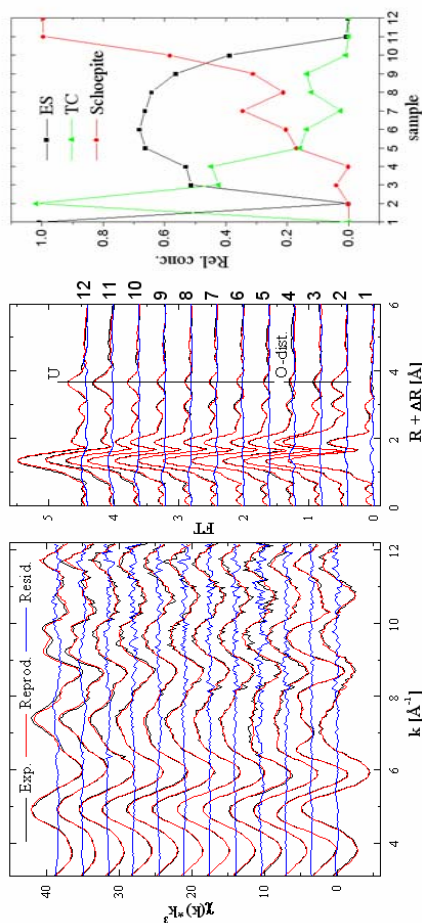 Exp. Reprod. Resid.
40
30
20
10
0
χ(k)*k³
4
6
8
10
12
k [Å⁻¹]
5
4
3
2
1
0
FT
U
O-dist.
12
11
10
9
8
7
6
5
4
3
2
1
0
2
4
6
R + ΔR [Å]
1.0
0.8
0.6
0.4
0.2
0.0
Rel. conc.
ES
TC
Schoepite
1 2 3 4 5 6 7 8 9 10 11 12
sample